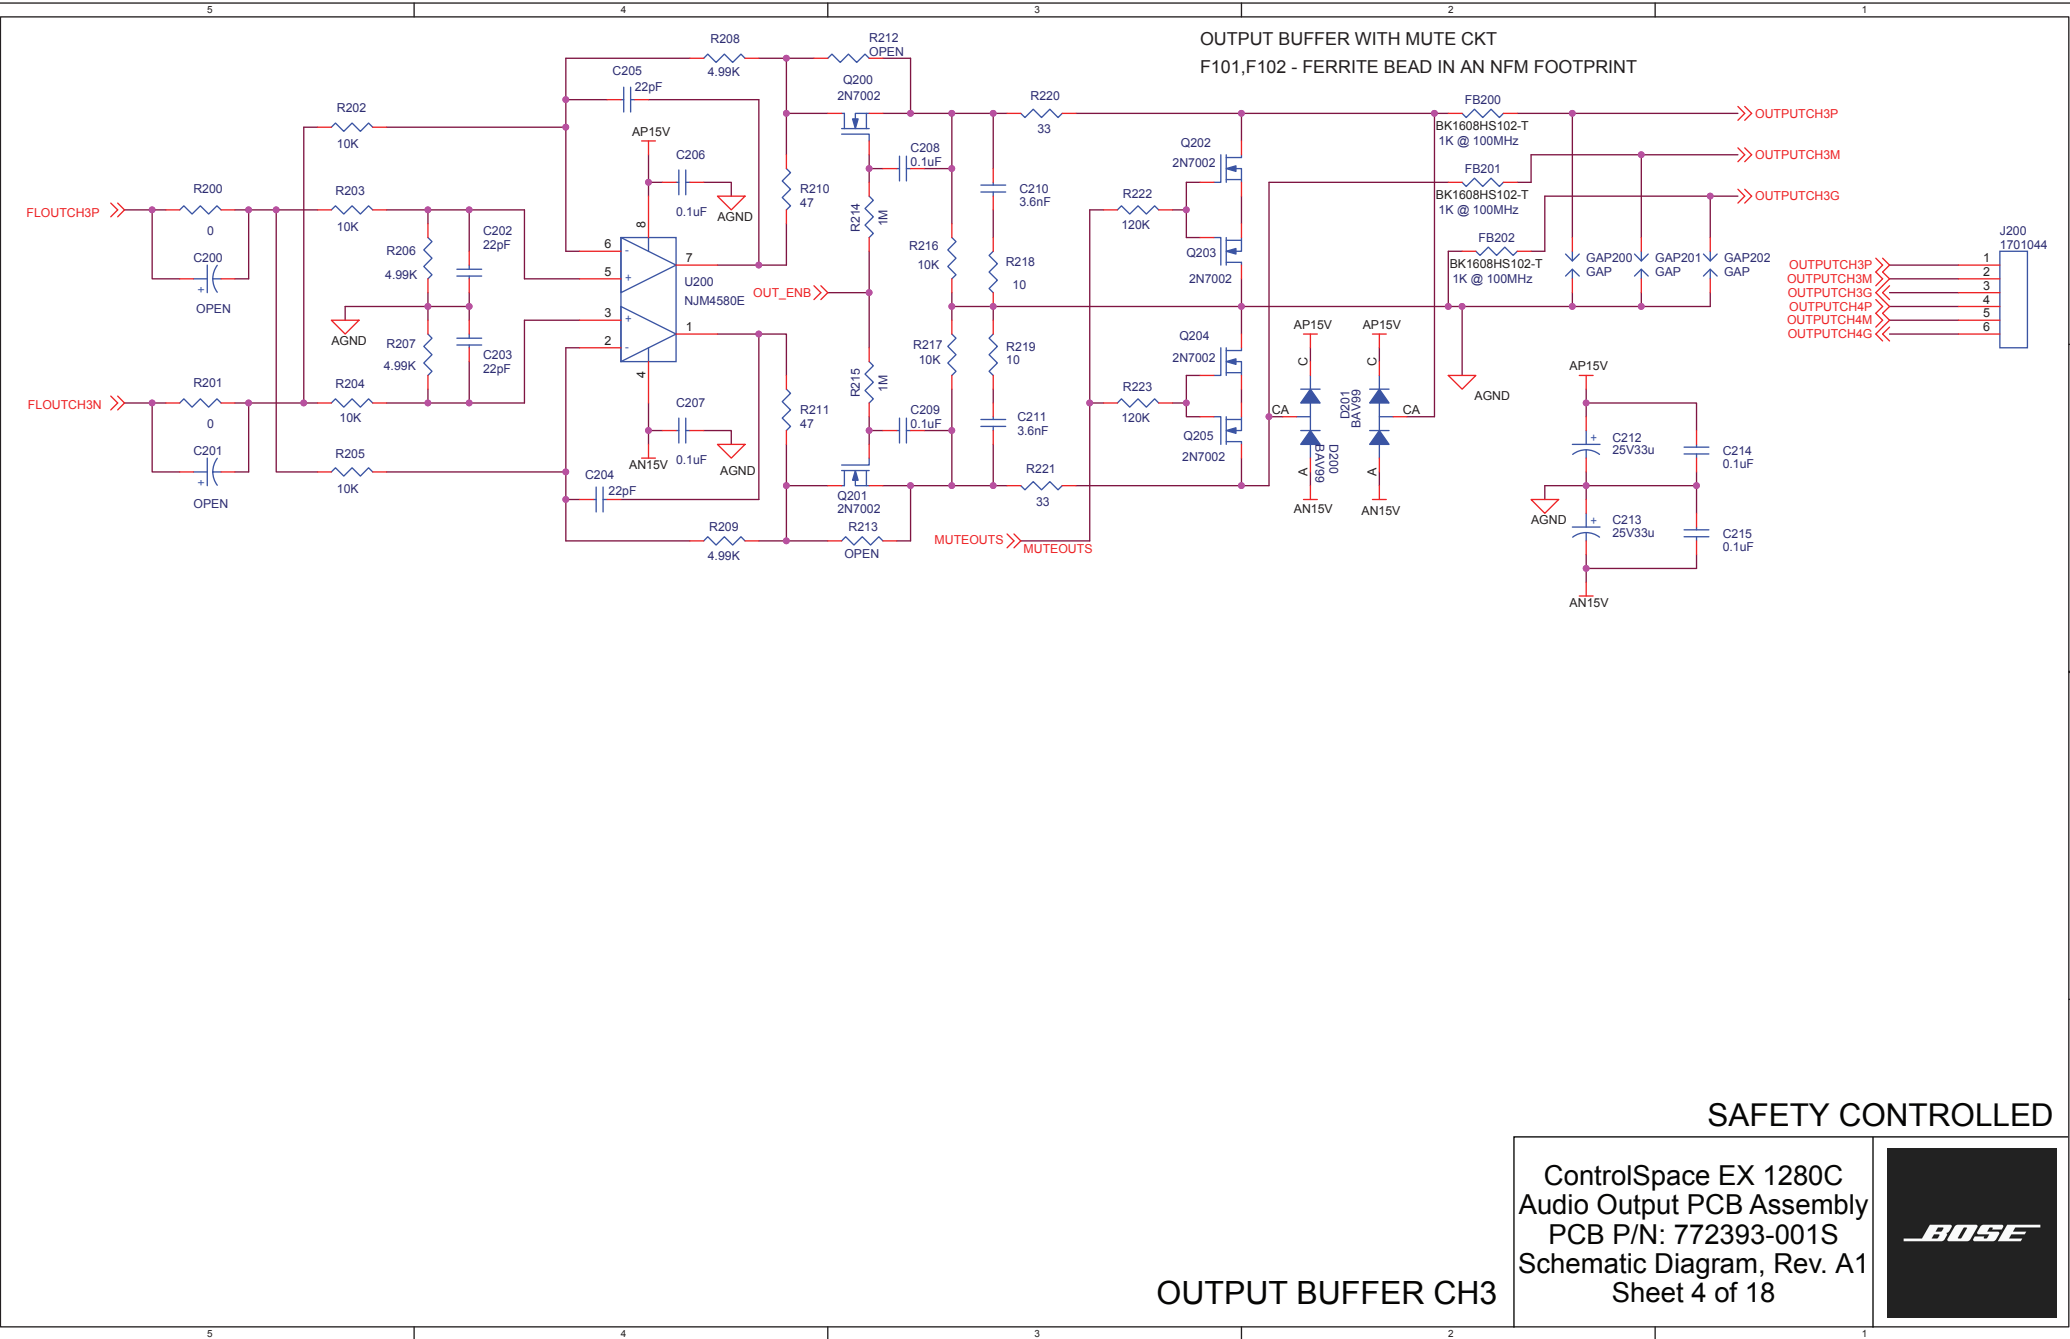 5 4 3 2 1
OUTPUT BUFFER WITH MUTE CKT
F101,F102 - FERRITE BEAD IN AN NFM FOOTPRINT
R208
4.99K
R212
OPEN
C205
22pF
Q200
2N7002
R202
10K
AP15V
C206
0.1uF
AGND
R210
47
C208
0.1uF
R214
1M
C210
3.6nF
R220
33
Q202
2N7002
FB200
BK1608HS102-T
1K @ 100MHz
OUTPUTCH3P
FB201
BK1608HS102-T
1K @ 100MHz
OUTPUTCH3M
OUTPUTCH3G
FLOUTCH3P
R200
0
C200
+
OPEN
R203
10K
R206
4.99K
C202
22pF
8
6
-
7
5
+
U200
NJM4580E
OUT_ENB
R216
10K
R218
10
R222
120K
Q203
2N7002
FB202
BK1608HS102-T
1K @ 100MHz
GAP200
GAP
GAP201
GAP
GAP202
GAP
J200
1701044
OUTPUTCH3P 1
OUTPUTCH3M 2
OUTPUTCH3G 3
OUTPUTCH4P 4
OUTPUTCH4M 5
OUTPUTCH4G 6
AGND
R207
4.99K
C203
22pF
3
+
1
2
-
4
R215
1M
R217
10K
R219
10
Q204
2N7002
AP15V
AP15V
C
C
AGND
FLOUTCH3N
R201
0
C201
+
OPEN
R204
10K
R205
10K
C207
0.1uF
AGND
AN15V
C204
22pF
R211
47
C209
0.1uF
C211
3.6nF
R223
120K
Q205
2N7002
CA
D201
BAV99
CA
D200
BAV99
A
A
AN15V
AN15V
Q201
2N7002
R221
33
R209
4.99K
R213
OPEN
MUTEOUTS
MUTEOUTS
AP15V
+
C212
25V33u
C214
0.1uF
AGND
+
C213
25V33u
C215
0.1uF
AN15V
SAFETY CONTROLLED
ControlSpace EX 1280C
Audio Output PCB Assembly
PCB P/N: 772393-001S
Schematic Diagram, Rev. A1
Sheet 4 of 18
BOSE
OUTPUT BUFFER CH3
5 4 3 2 1